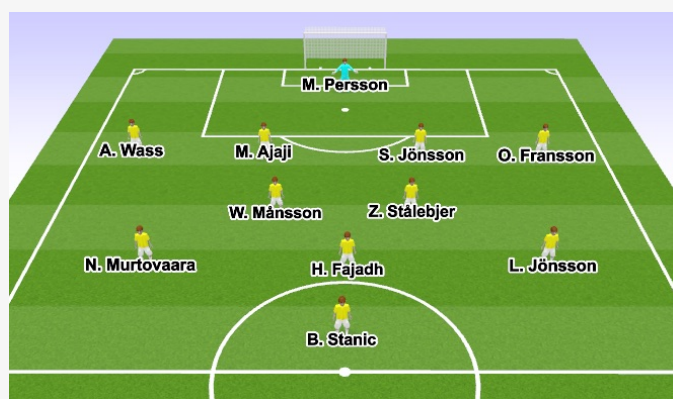 M. Persson
A. Wass
M. Ajaji
S. Jönsson
O. Fransson
W. Månsson
Z. Stålebjer
N. Murtovaara
H. Fajadh
L. Jönsson
B. Stanic